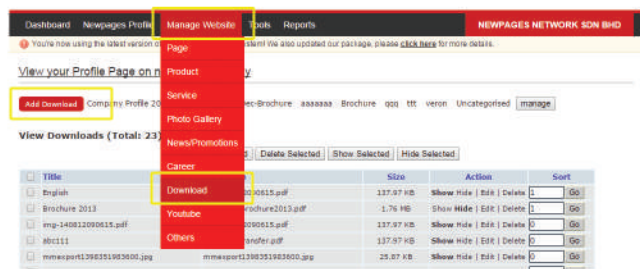 Dashboard Newpages Profile Manage Website Tools Reports NEWPAGES NETWORK SDN BHD
You're now using the latest version o stem! We also updated our package, please click here for more details.
Page
View your Profile Page on n y
Product
Service
Add Download Company Profile 20 ec-Brochure aaaaaa Brochure qqq ttt veron Uncategorised manage
Photo Gallery
View Downloads (Total: 23)
News/Promotions
d Delete Selected Show Selected Hide Selected
Career
Title Size Action Sort
Download
English 0090615.pdf 137.97 KB Show Hide | Edit | Delete 1 Go
Brochure 2013 rochure2013.pdf 1.76 MB Show Hide | Edit | Delete 1 Go
Youtube
img-140812090615.pdf 0090615.pdf 137.97 KB Show Hide | Edit | Delete 0 Go
Others
abc111 ransfer.pdf 137.97 KB Show Hide | Edit | Delete 0 Go
mmexport1398351983600.jpg mmexport1398351983600.jpg 25.87 KB Show Hide | Edit | Delete 0 Go